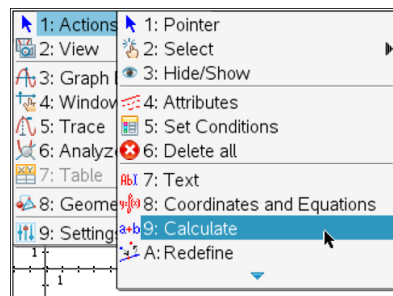 1: Actions
2: View
3: Graph
4: Window
5: Trace
6: Analyz
7: Table
8: Geome
9: Setting
1: Pointer
2: Select
3: Hide/Show
4: Attributes
5: Set Conditions
6: Delete all
7: Text
8: Coordinates and Equations
9: Calculate
A: Redefine
1
1